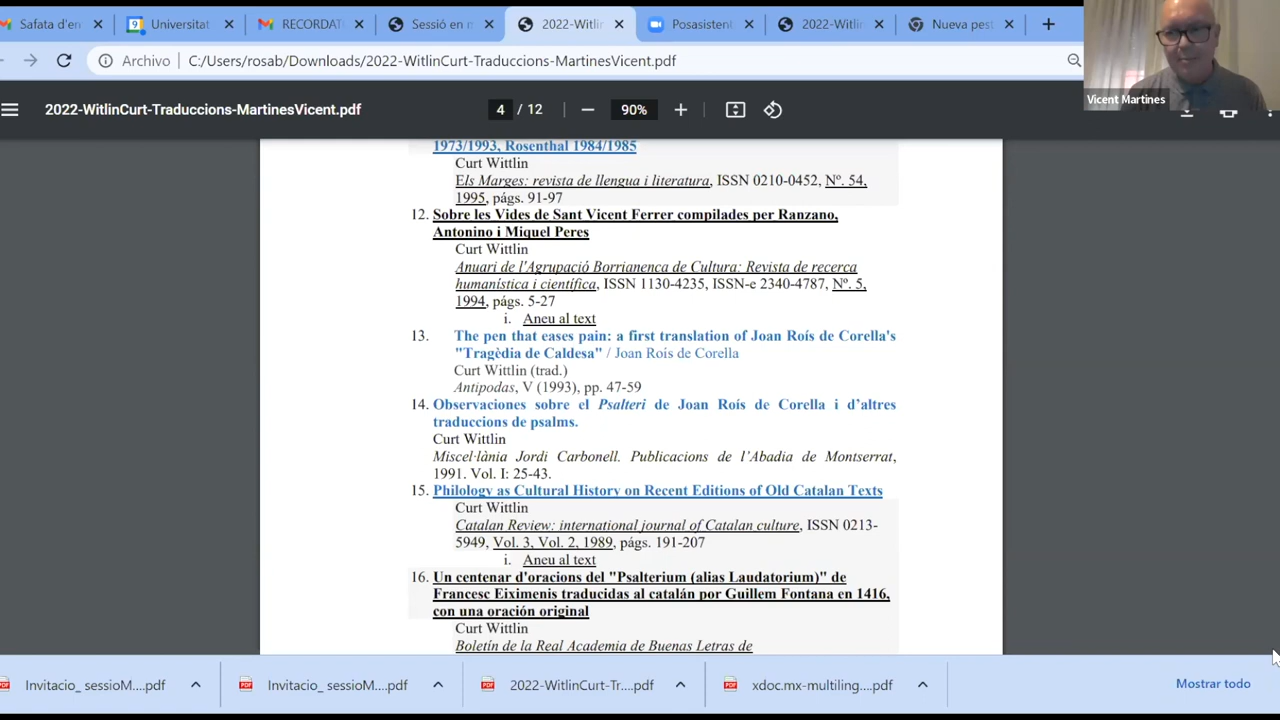 Safata d'en
Universitat
RECORDAT
Sessió en m
2022-Witlin
Posasistent
2022-Witlin
Nueva pest
Archivo
C:/Users/rosab/Downloads/2022-WitlinCurt-Traduccions-MartinesVicent.pdf
Vicent Martines
2022-WitlinCurt-Traduccions-MartinesVicent.pdf
4 / 12
90%
1973/1993, Rosenthal 1984/1985
Curt Wittlin
Els Marges: revista de llengua i literatura, ISSN 0210-0452, Nº. 54,
1995, págs. 91-97
12. Sobre les Vides de Sant Vicent Ferrer compilades per Ranzano,
Antonino i Miquel Peres
Curt Wittlin
Anuari de l'Agrupació Borrianenca de Cultura: Revista de recerca
humanística i científica, ISSN 1130-4235, ISSN-e 2340-4787, Nº. 5,
1994, págs. 5-27
i. Aneu al text
13. The pen that eases pain: a first translation of Joan Roís de Corella's
"Tragèdia de Caldesa" / Joan Roís de Corella
Curt Wittlin (trad.)
Antipodas, V (1993), pp. 47-59
14. Observaciones sobre el Psalteri de Joan Roís de Corella i d’altres
traduccions de psalms.
Curt Wittlin
Miscel·lània Jordi Carbonell. Publicacions de l’Abadia de Montserrat,
1991. Vol. I: 25-43.
15. Philology as Cultural History on Recent Editions of Old Catalan Texts
Curt Wittlin
Catalan Review: international journal of Catalan culture, ISSN 0213-
5949, Vol. 3, Vol. 2, 1989, págs. 191-207
i. Aneu al text
16. Un centenar d'oracions del "Psalterium (alias Laudatorium)" de
Francesc Eiximenis traducidas al catalán por Guillem Fontana en 1416,
con una oración original
Curt Wittlin
Boletín de la Real Academia de Buenas Letras de
Invitacio_ sessioM....pdf
Invitacio_ sessioM....pdf
2022-WitlinCurt-Tr....pdf
xdoc.mx-multiling....pdf
Mostrar todo